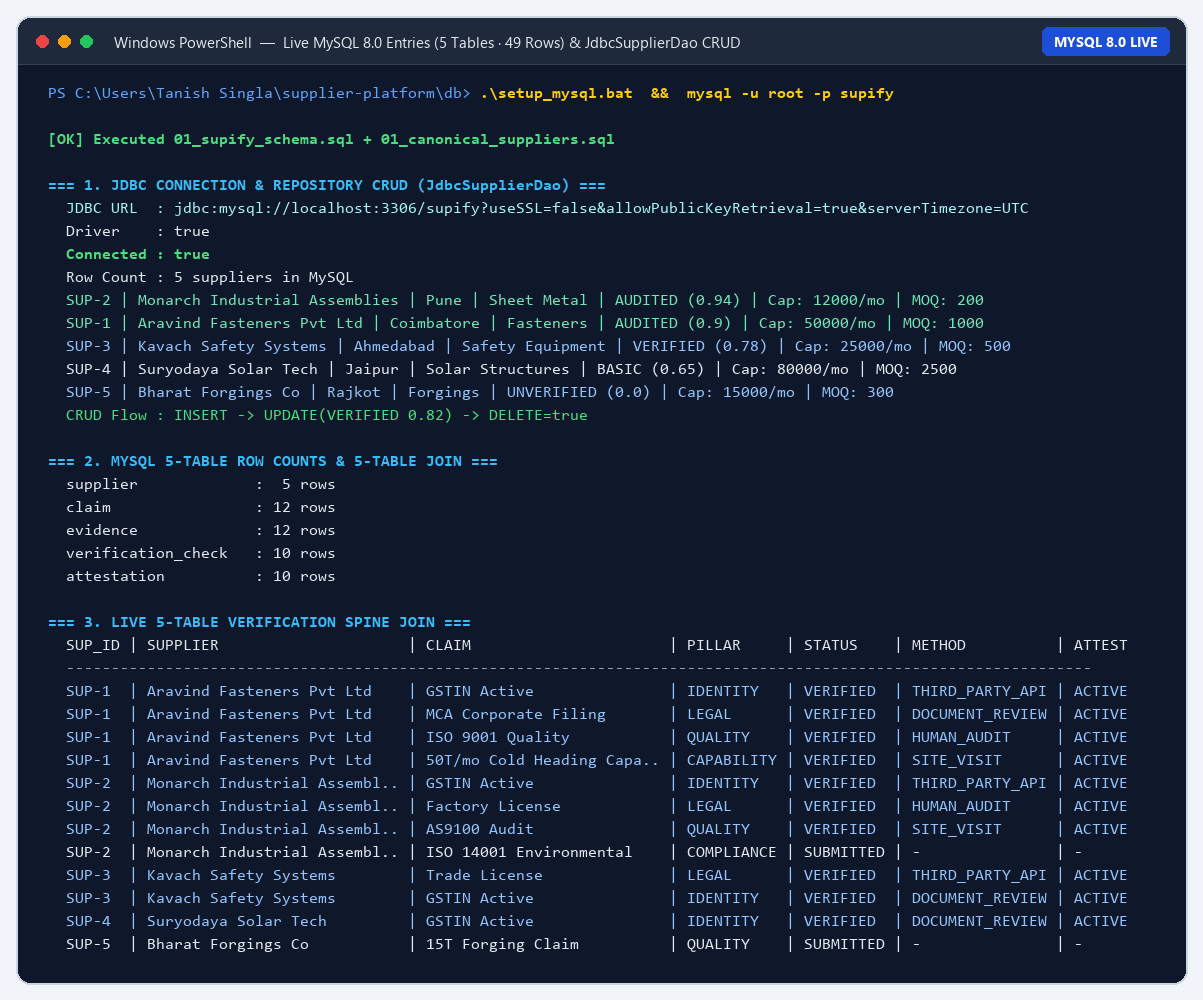 Windows PowerShell — Live MySQL 8.0 Entries (5 Tables · 49 Rows) & JdbcSupplierDao CRUD
MYSQL 8.0 LIVE
PS C:\Users\Tanish Singla\supplier-platform\db> .\setup_mysql.bat && mysql -u root -p supify
[OK] Executed 01_supify_schema.sql + 01_canonical_suppliers.sql
=== 1. JDBC CONNECTION & REPOSITORY CRUD (JdbcSupplierDao) ===
JDBC URL : jdbc:mysql://localhost:3306/supify?useSSL=false&allowPublicKeyRetrieval=true&serverTimezone=UTC
Driver : true
Connected : true
Row Count : 5 suppliers in MySQL
SUP-2 | Monarch Industrial Assemblies | Pune | Sheet Metal | AUDITED (0.94) | Cap: 12000/mo | MOQ: 200
SUP-1 | Aravind Fasteners Pvt Ltd | Coimbatore | Fasteners | AUDITED (0.9) | Cap: 50000/mo | MOQ: 1000
SUP-3 | Kavach Safety Systems | Ahmedabad | Safety Equipment | VERIFIED (0.78) | Cap: 25000/mo | MOQ: 500
SUP-4 | Suryodaya Solar Tech | Jaipur | Solar Structures | BASIC (0.65) | Cap: 80000/mo | MOQ: 2500
SUP-5 | Bharat Forgings Co | Rajkot | Forgings | UNVERIFIED (0.0) | Cap: 15000/mo | MOQ: 300
CRUD Flow : INSERT -> UPDATE(VERIFIED 0.82) -> DELETE=true
=== 2. MYSQL 5-TABLE ROW COUNTS & 5-TABLE JOIN ===
supplier : 5 rows
claim : 12 rows
evidence : 12 rows
verification_check : 10 rows
attestation : 10 rows
=== 3. LIVE 5-TABLE VERIFICATION SPINE JOIN ===
SUP_ID | SUPPLIER | CLAIM | PILLAR | STATUS | METHOD | ATTEST
------------------------------------------------------------------------------------------------------------------
SUP-1 | Aravind Fasteners Pvt Ltd | GSTIN Active | IDENTITY | VERIFIED | THIRD_PARTY_API | ACTIVE
SUP-1 | Aravind Fasteners Pvt Ltd | MCA Corporate Filing | LEGAL | VERIFIED | DOCUMENT_REVIEW | ACTIVE
SUP-1 | Aravind Fasteners Pvt Ltd | ISO 9001 Quality | QUALITY | VERIFIED | HUMAN_AUDIT | ACTIVE
SUP-1 | Aravind Fasteners Pvt Ltd | 50T/mo Cold Heading Capa.. | CAPABILITY | VERIFIED | SITE_VISIT | ACTIVE
SUP-2 | Monarch Industrial Assembl.. | GSTIN Active | IDENTITY | VERIFIED | THIRD_PARTY_API | ACTIVE
SUP-2 | Monarch Industrial Assembl.. | Factory License | LEGAL | VERIFIED | HUMAN_AUDIT | ACTIVE
SUP-2 | Monarch Industrial Assembl.. | AS9100 Audit | QUALITY | VERIFIED | SITE_VISIT | ACTIVE
SUP-2 | Monarch Industrial Assembl.. | ISO 14001 Environmental | COMPLIANCE | SUBMITTED | - | -
SUP-3 | Kavach Safety Systems | Trade License | LEGAL | VERIFIED | THIRD_PARTY_API | ACTIVE
SUP-3 | Kavach Safety Systems | GSTIN Active | IDENTITY | VERIFIED | DOCUMENT_REVIEW | ACTIVE
SUP-4 | Suryodaya Solar Tech | GSTIN Active | IDENTITY | VERIFIED | DOCUMENT_REVIEW | ACTIVE
SUP-5 | Bharat Forgings Co | 15T Forging Claim | QUALITY | SUBMITTED | - | -